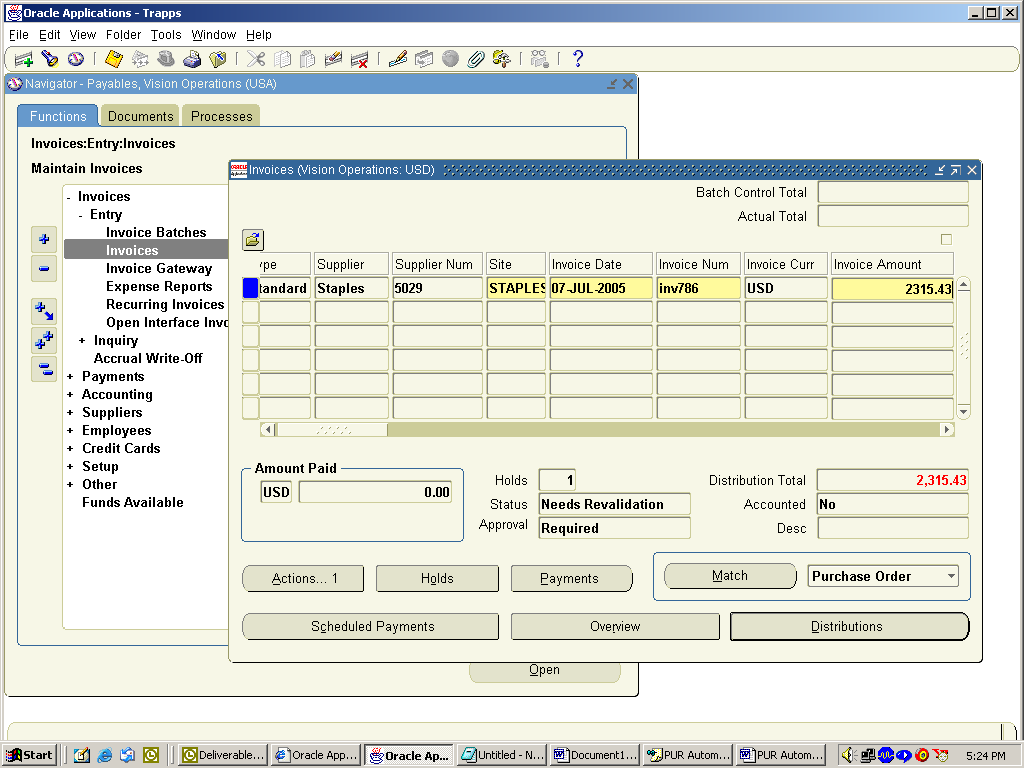 Oracle Applications - Trapps
File Edit View Folder Tools Window Help
Navigator - Payables, Vision Operations (USA)
Functions Documents Processes
Invoices:Entry:Invoices
Maintain Invoices
- Invoices
- Entry
Invoice Batches
Invoices
Invoice Gateway
Expense Reports
Recurring Invoices
Open Interface Invo
+ Inquiry
Accrual Write-Off
+ Payments
+ Accounting
+ Suppliers
+ Employees
+ Credit Cards
+ Setup
+ Other
Funds Available
Open
Invoices (Vision Operations: USD)
Batch Control Total
Actual Total
ype Supplier Supplier Num Site Invoice Date Invoice Num Invoice Curr Invoice Amount
tandard Staples 5029 STAPLES 07-JUL-2005 inv786 USD 2315.43
Amount Paid
USD 0.00
Holds 1
Status Needs Revalidation
Approval Required
Distribution Total 2,315.43
Accounted No
Desc
Actions... 1 Holds Payments Match Purchase Order
Scheduled Payments Overview Distributions
Start Deliverable... Oracle App... Oracle Ap... Untitled - N... Document1... PUR Autom... PUR Autom... 5:24 PM